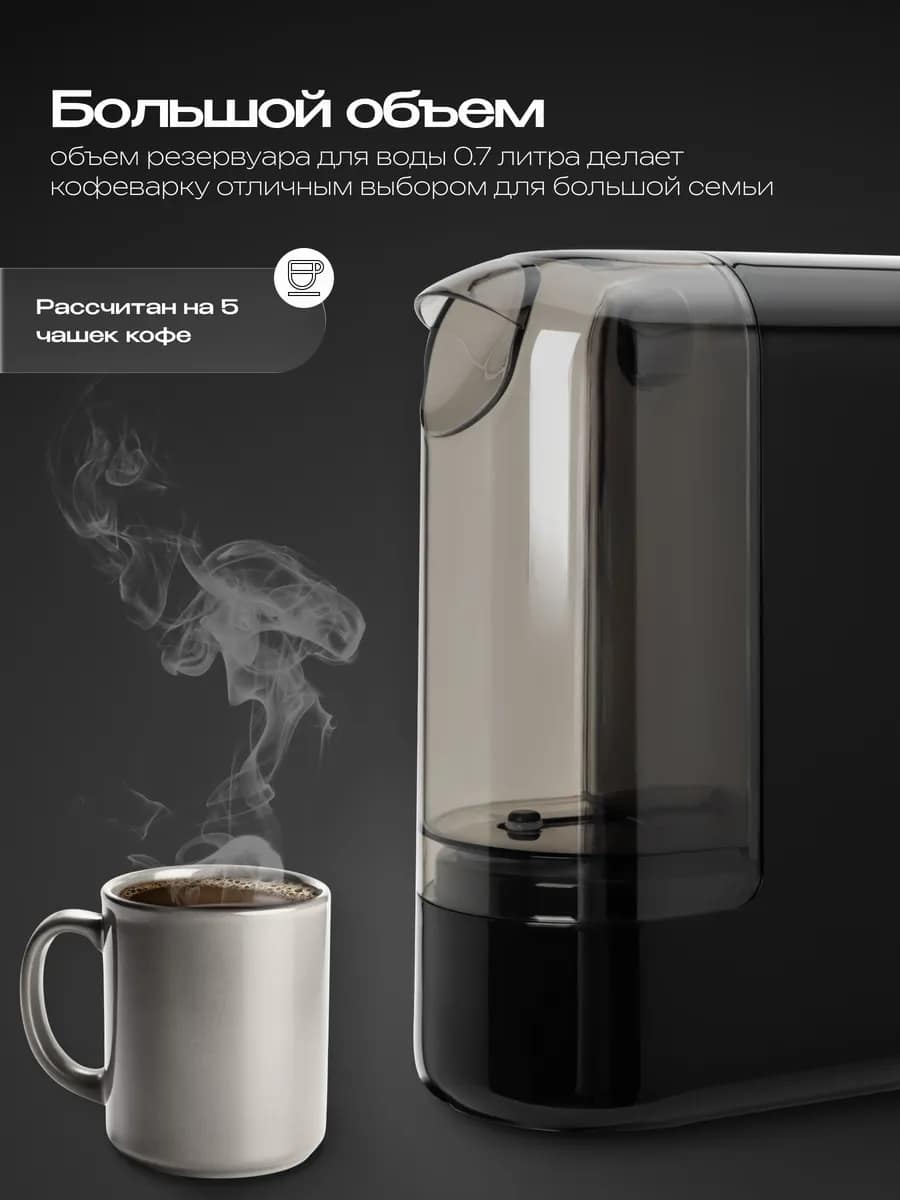 Большой объем
объем резервуара для воды 0.7 литра делает
кофеварку отличным выбором для большой семьи
Рассчитан на 5
чашек кофе